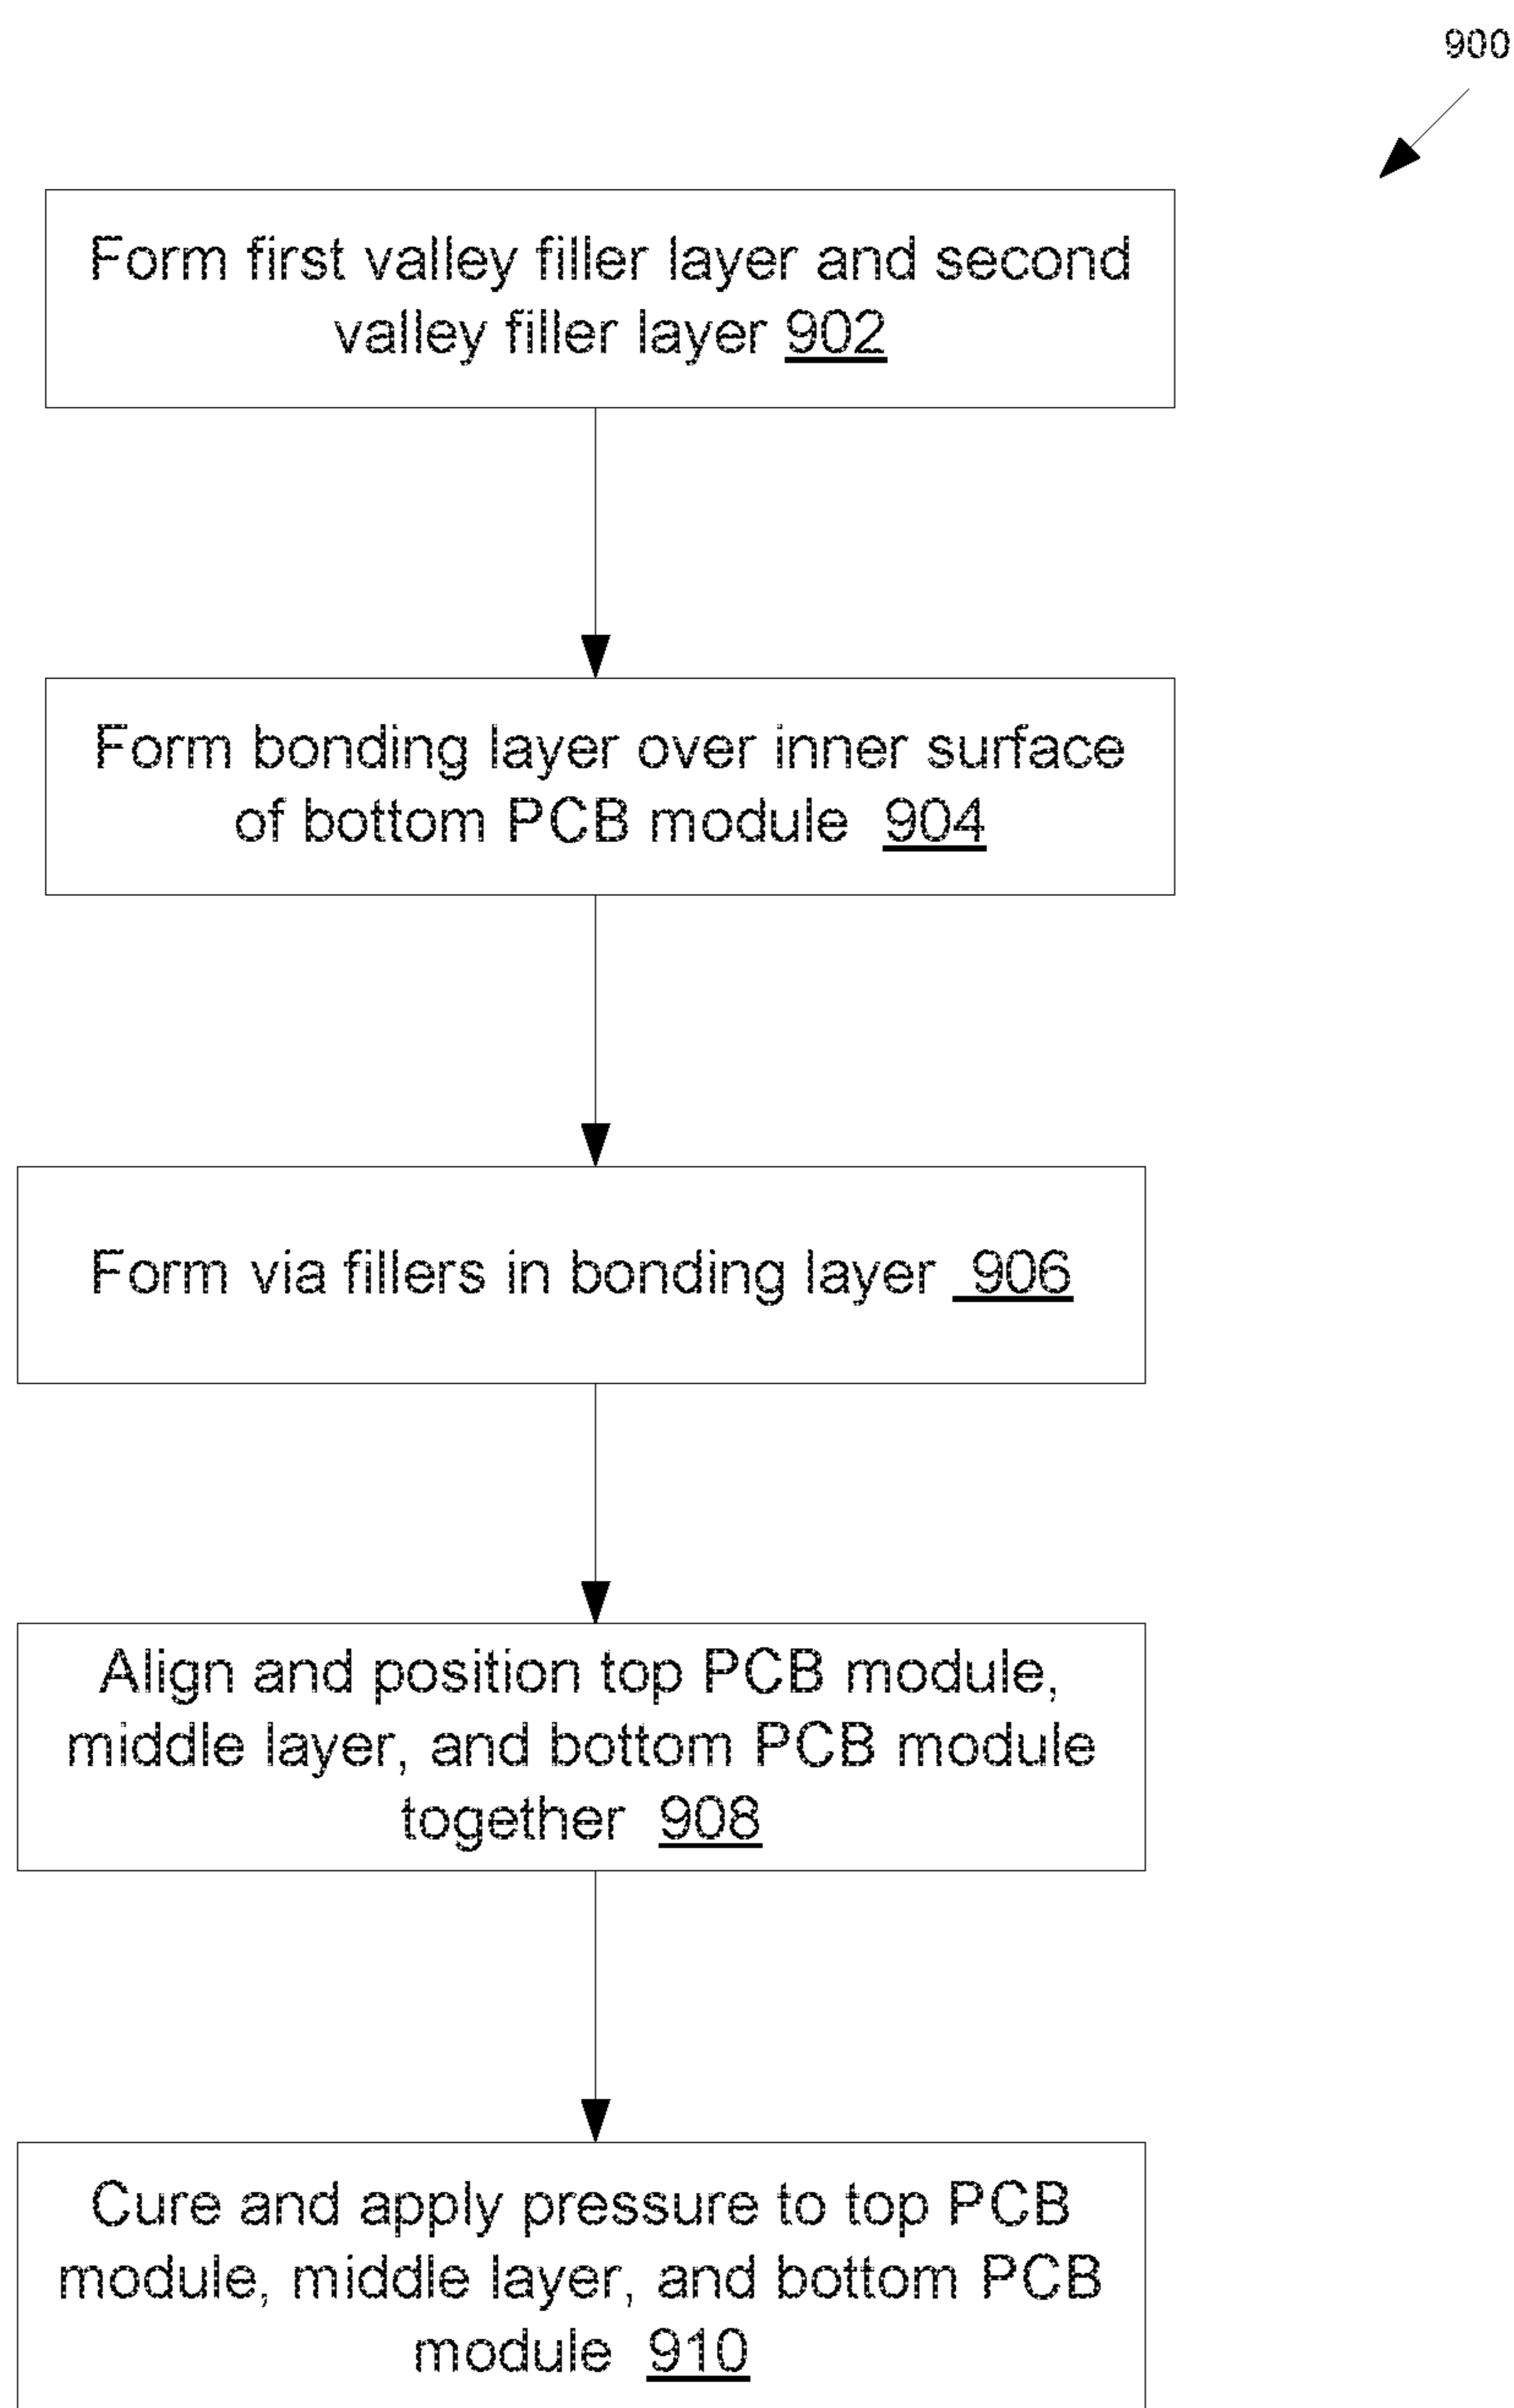 900
Form first valley filler layer and second
valley filler layer 902
Form bonding layer over inner surface
of bottom PCB module 904
Form via fillers in bonding layer 906
Align and position top PCB module,
middle layer, and bottom PCB module
together 908
Cure and apply pressure to top PCB
module, middle layer, and bottom PCB
module 910